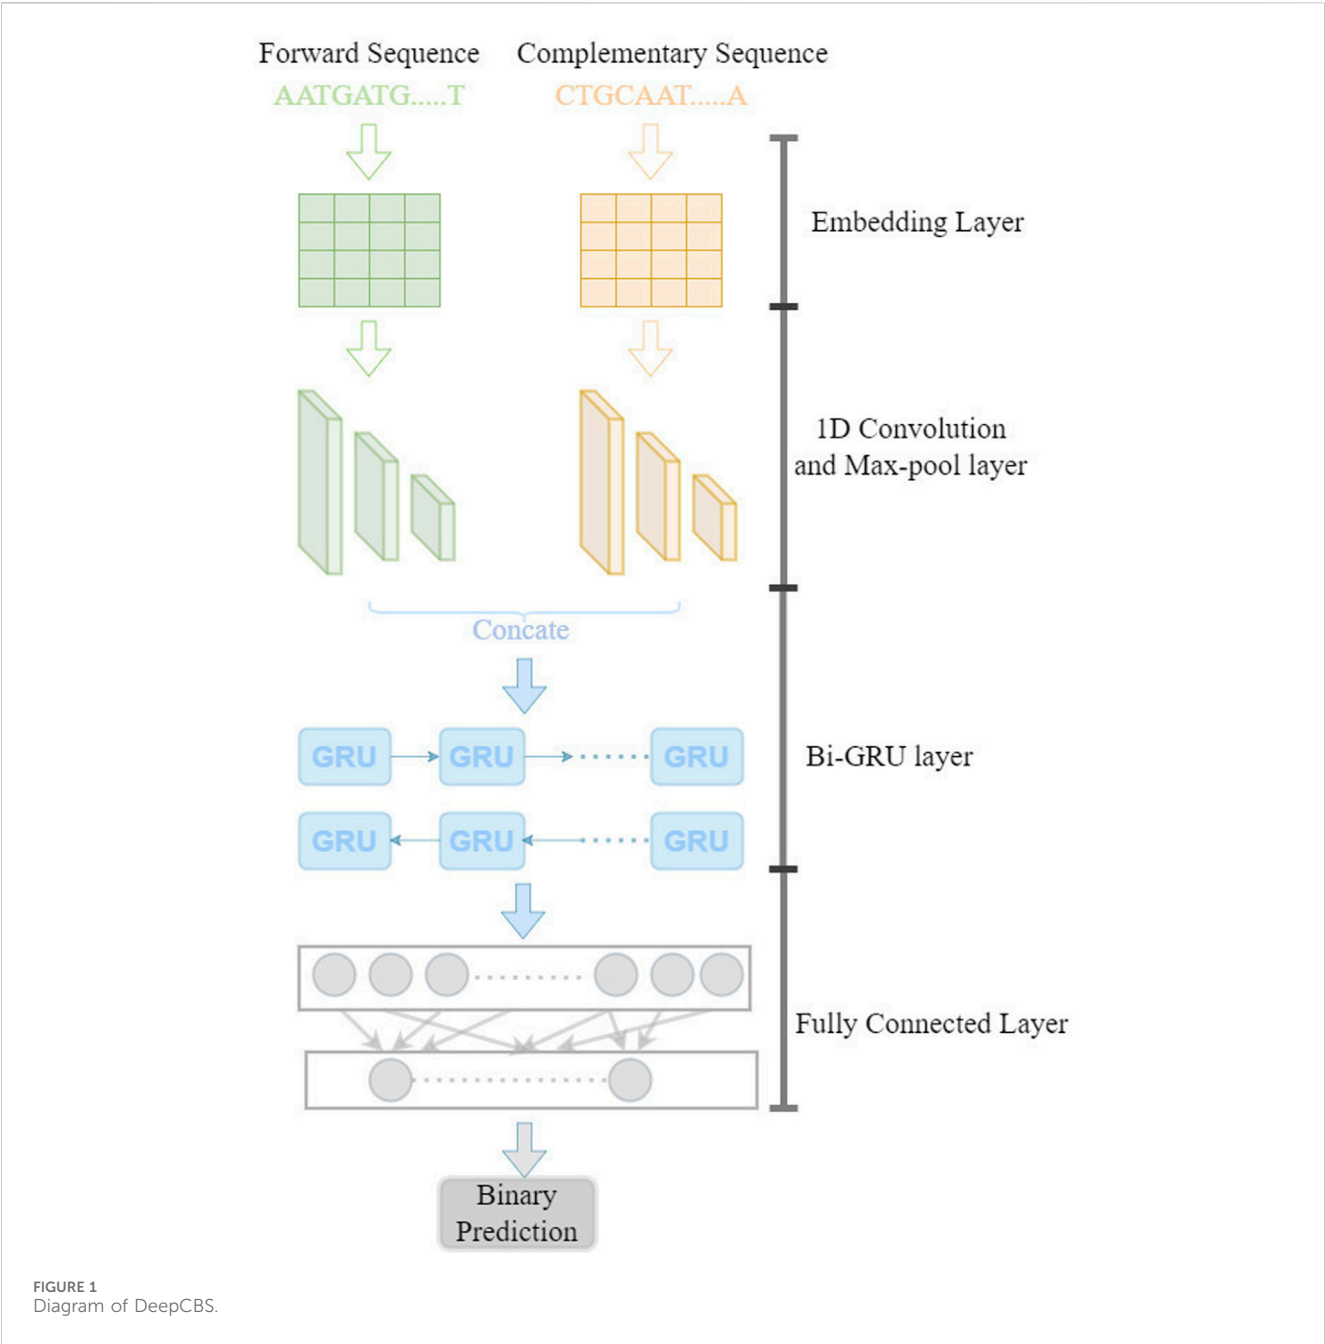 Forward Sequence
Complementary Sequence
AATGATG.....T
CTGCAAT.....A
Embedding Layer
1D Convolution
and Max-pool layer
Concate
GRU
GRU
GRU
Bi-GRU layer
GRU
GRU
GRU
Fully Connected Layer
Binary
Prediction
FIGURE 1
Diagram of DeepCBS.